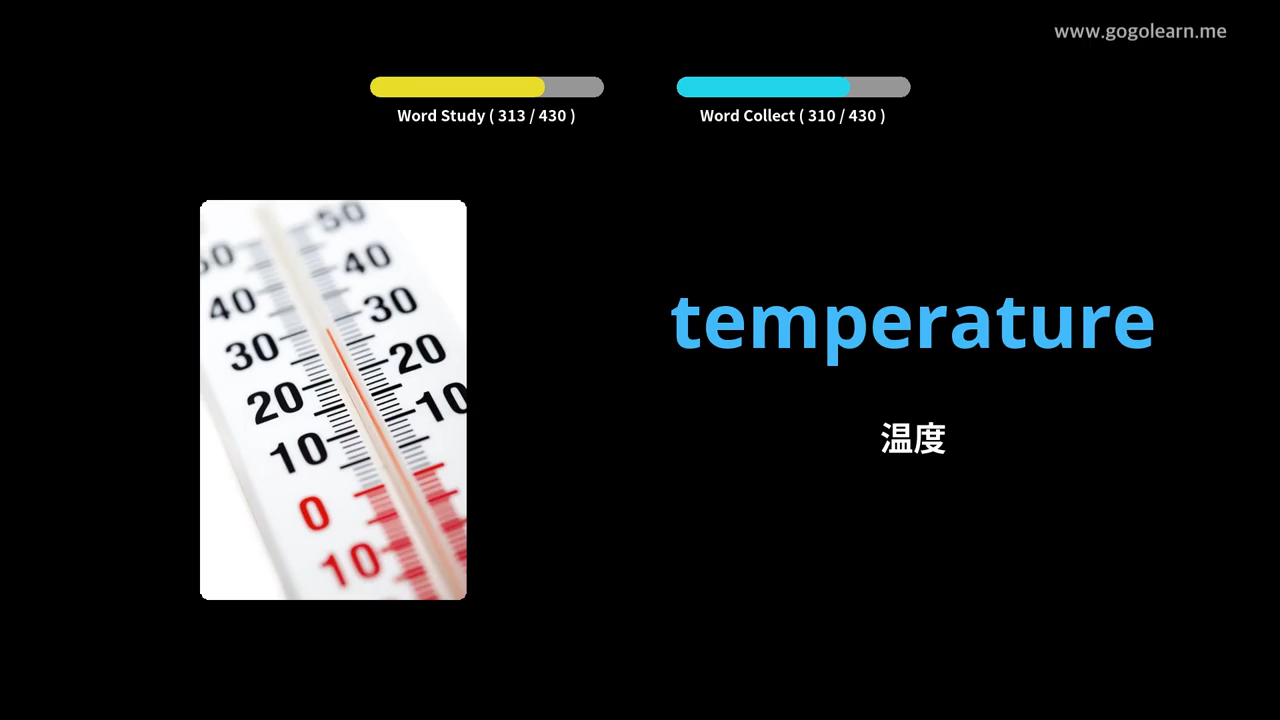 www.gogolearn.me
Word Study ( 313 / 430 )
Word Collect ( 310 / 430 )
50
50
40
40
30
30
20
20
10
10
0
10
temperature
温度